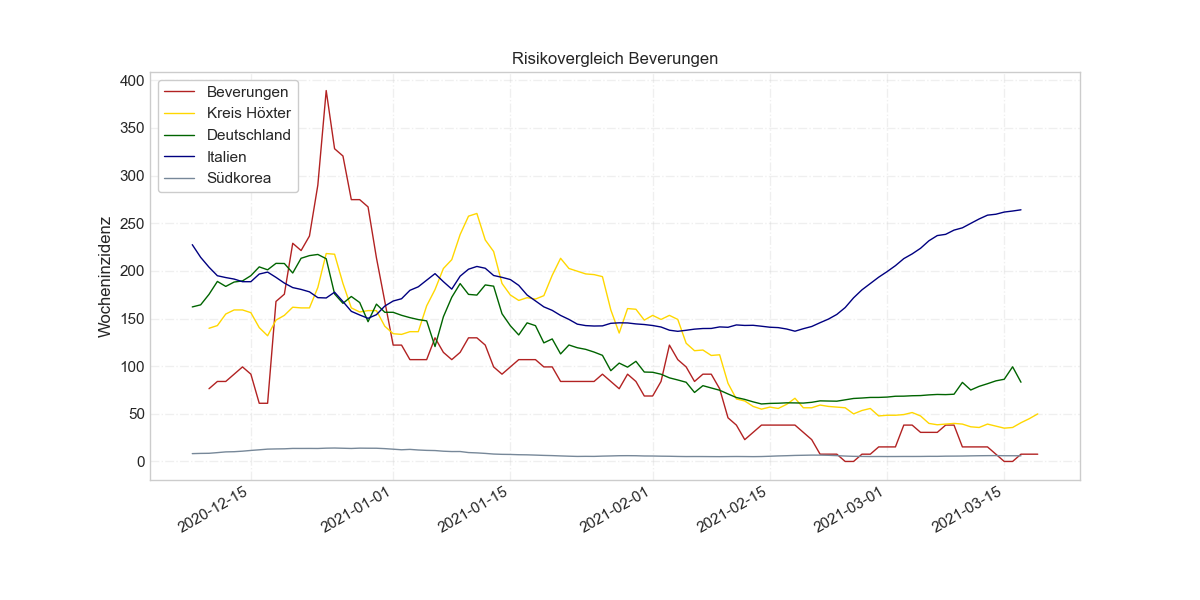 Risikovergleich Beverungen
Beverungen
Kreis Höxter
Deutschland
Italien
Südkorea
Wocheninzidenz
400
350
300
250
200
150
100
50
0
2020-12-15
2021-01-01
2021-01-15
2021-02-01
2021-02-15
2021-03-01
2021-03-15